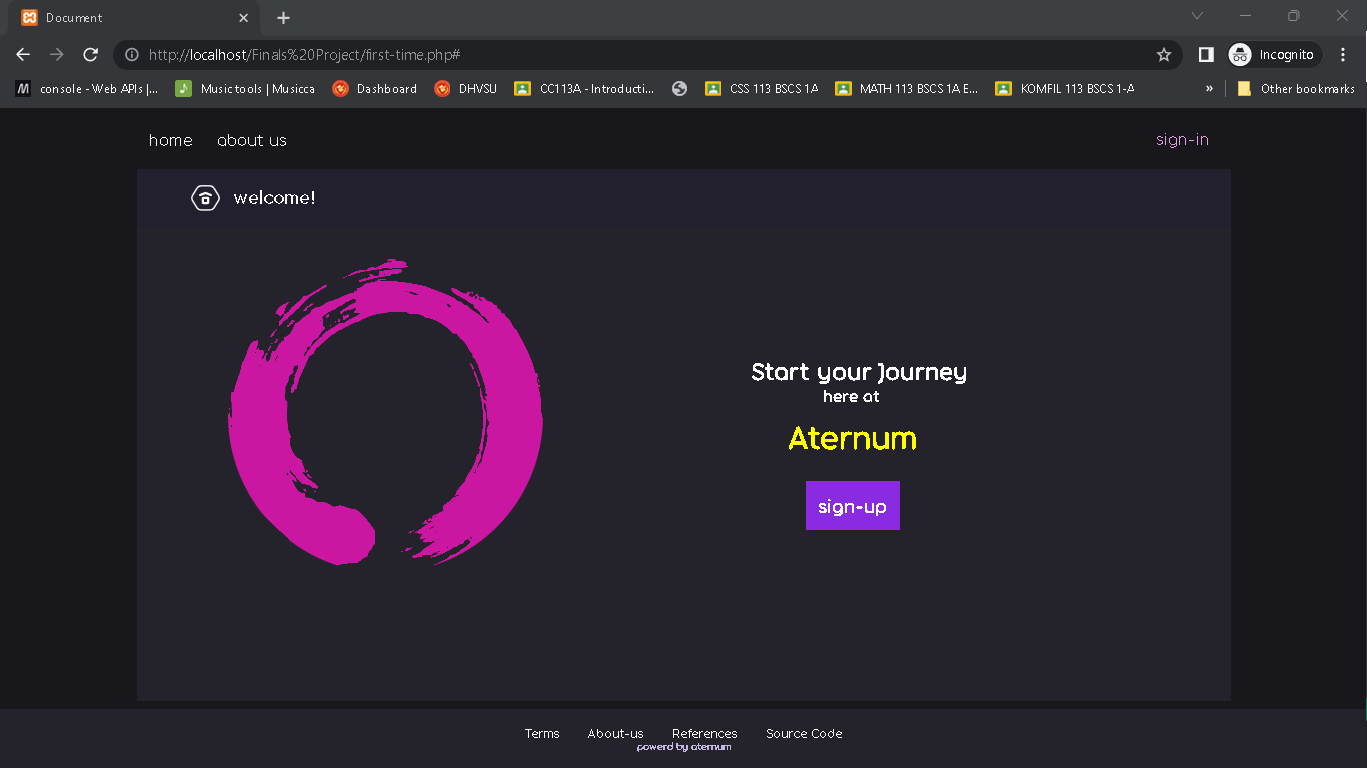 Document
http://localhost/Finals%20Project/first-time.php#
Incognito
console - Web APIs |...
Music tools | Musicca
Dashboard
DHVSU
CC113A - Introducti...
CSS 113 BSCS 1A
MATH 113 BSCS 1A E...
KOMFIL 113 BSCS 1-A
»
Other bookmarks
home
about us
sign-in
welcome!
Start your Journey
here at
Aternum
sign-up
Terms
About-us
References
Source Code
powerd by aternum